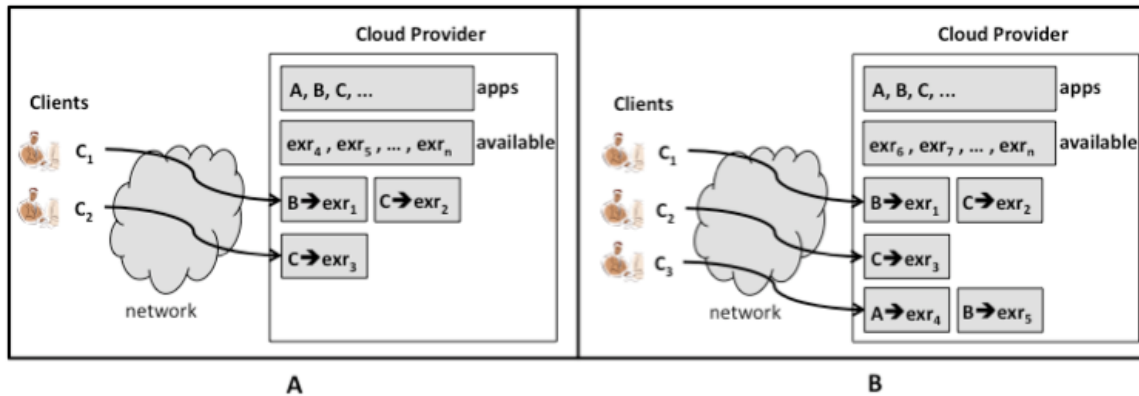 Cloud Provider
A, B, C, ... apps
Clients
exr₄ , exr₅ , ... , exrₙ available
C₁
B➔exr₁ C➔exr₂
C₂
C➔exr₃
network
A
Cloud Provider
A, B, C, ... apps
Clients
exr₆ , exr₇ , ... , exrₙ available
C₁
B➔exr₁ C➔exr₂
C₂
C➔exr₃
C₃
A➔exr₄ B➔exr₅
network
B